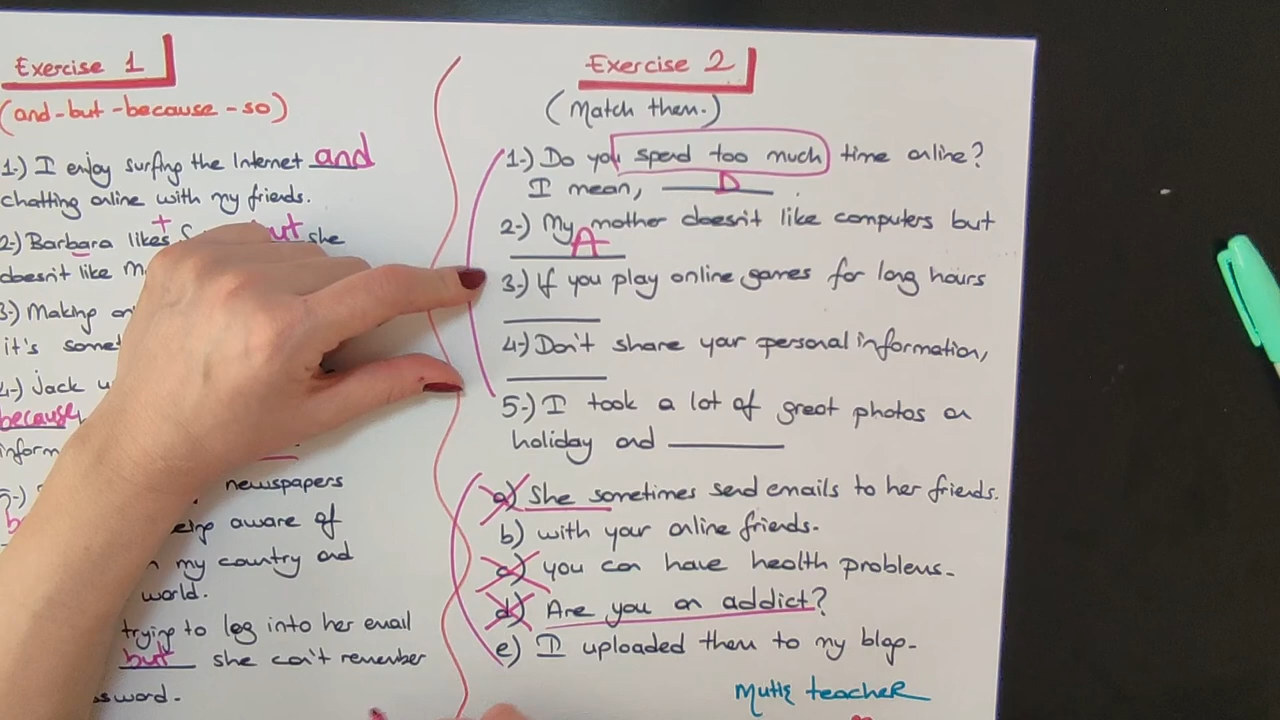 Exercise 1
(and-but-because-so)
1-) I enjoy surfing the Internet and
chatting online with my friends.
+
2-) Barbara likes but she
doesn't like
3-) Making
it's
4-) Jack
because
newspapers
aware of
my country and
world.
trying to log into her email
but she can't remember
Exercise 2
(Match them.)
1-) Do you spend too much time online?
I mean, D .
2-) My mother doesn't like computers but
A
3-) If you play online games for long hours
4-) Don't share your personal information,
5-) I took a lot of great photos on
holiday and
a) She sometimes send emails to her friends.
b) with your online friends.
c) you can have health problems.
d) Are you an addict?
e) I uploaded them to my blog.
teacher